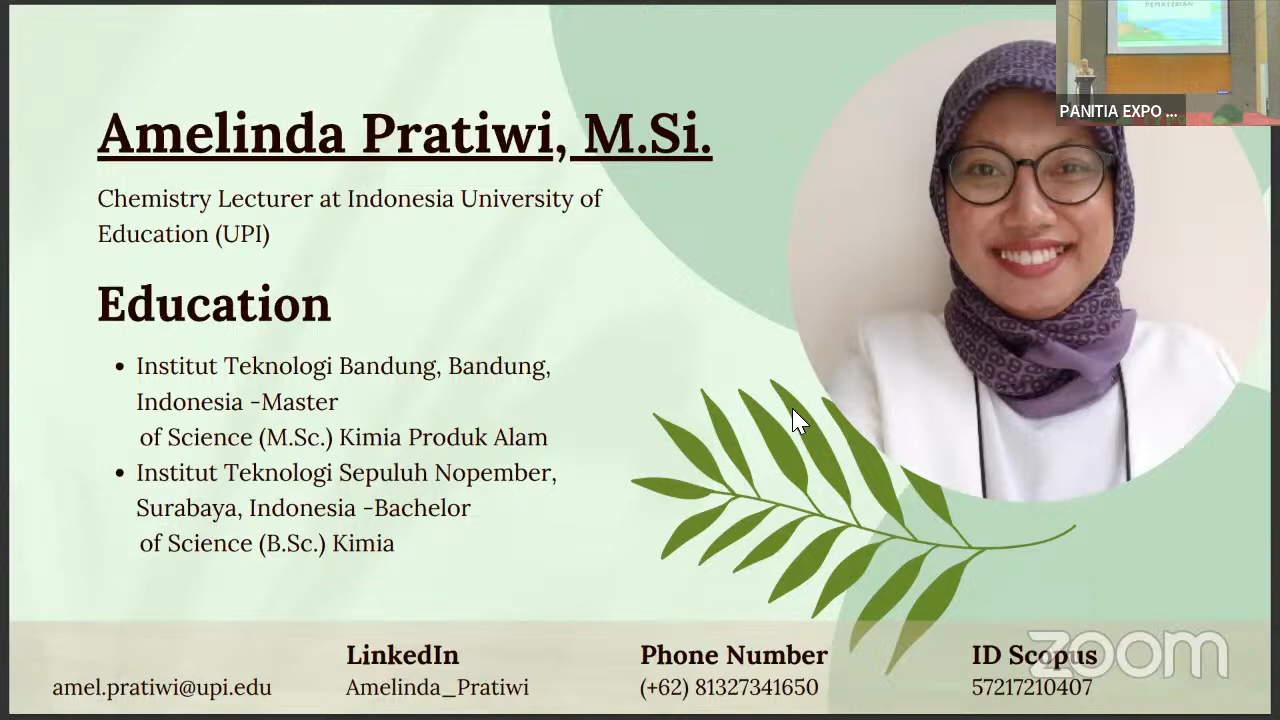 PEMATERIAN
PANITIA EXPO ...
Amelinda Pratiwi, M.Si.
Chemistry Lecturer at Indonesia University of
Education (UPI)
Education
• Institut Teknologi Bandung, Bandung,
Indonesia -Master
of Science (M.Sc.) Kimia Produk Alam
• Institut Teknologi Sepuluh Nopember,
Surabaya, Indonesia -Bachelor
of Science (B.Sc.) Kimia
amel.pratiwi@upi.edu
LinkedIn
Amelinda_Pratiwi
Phone Number
(+62) 81327341650
ID Scopus
57217210407
zoom